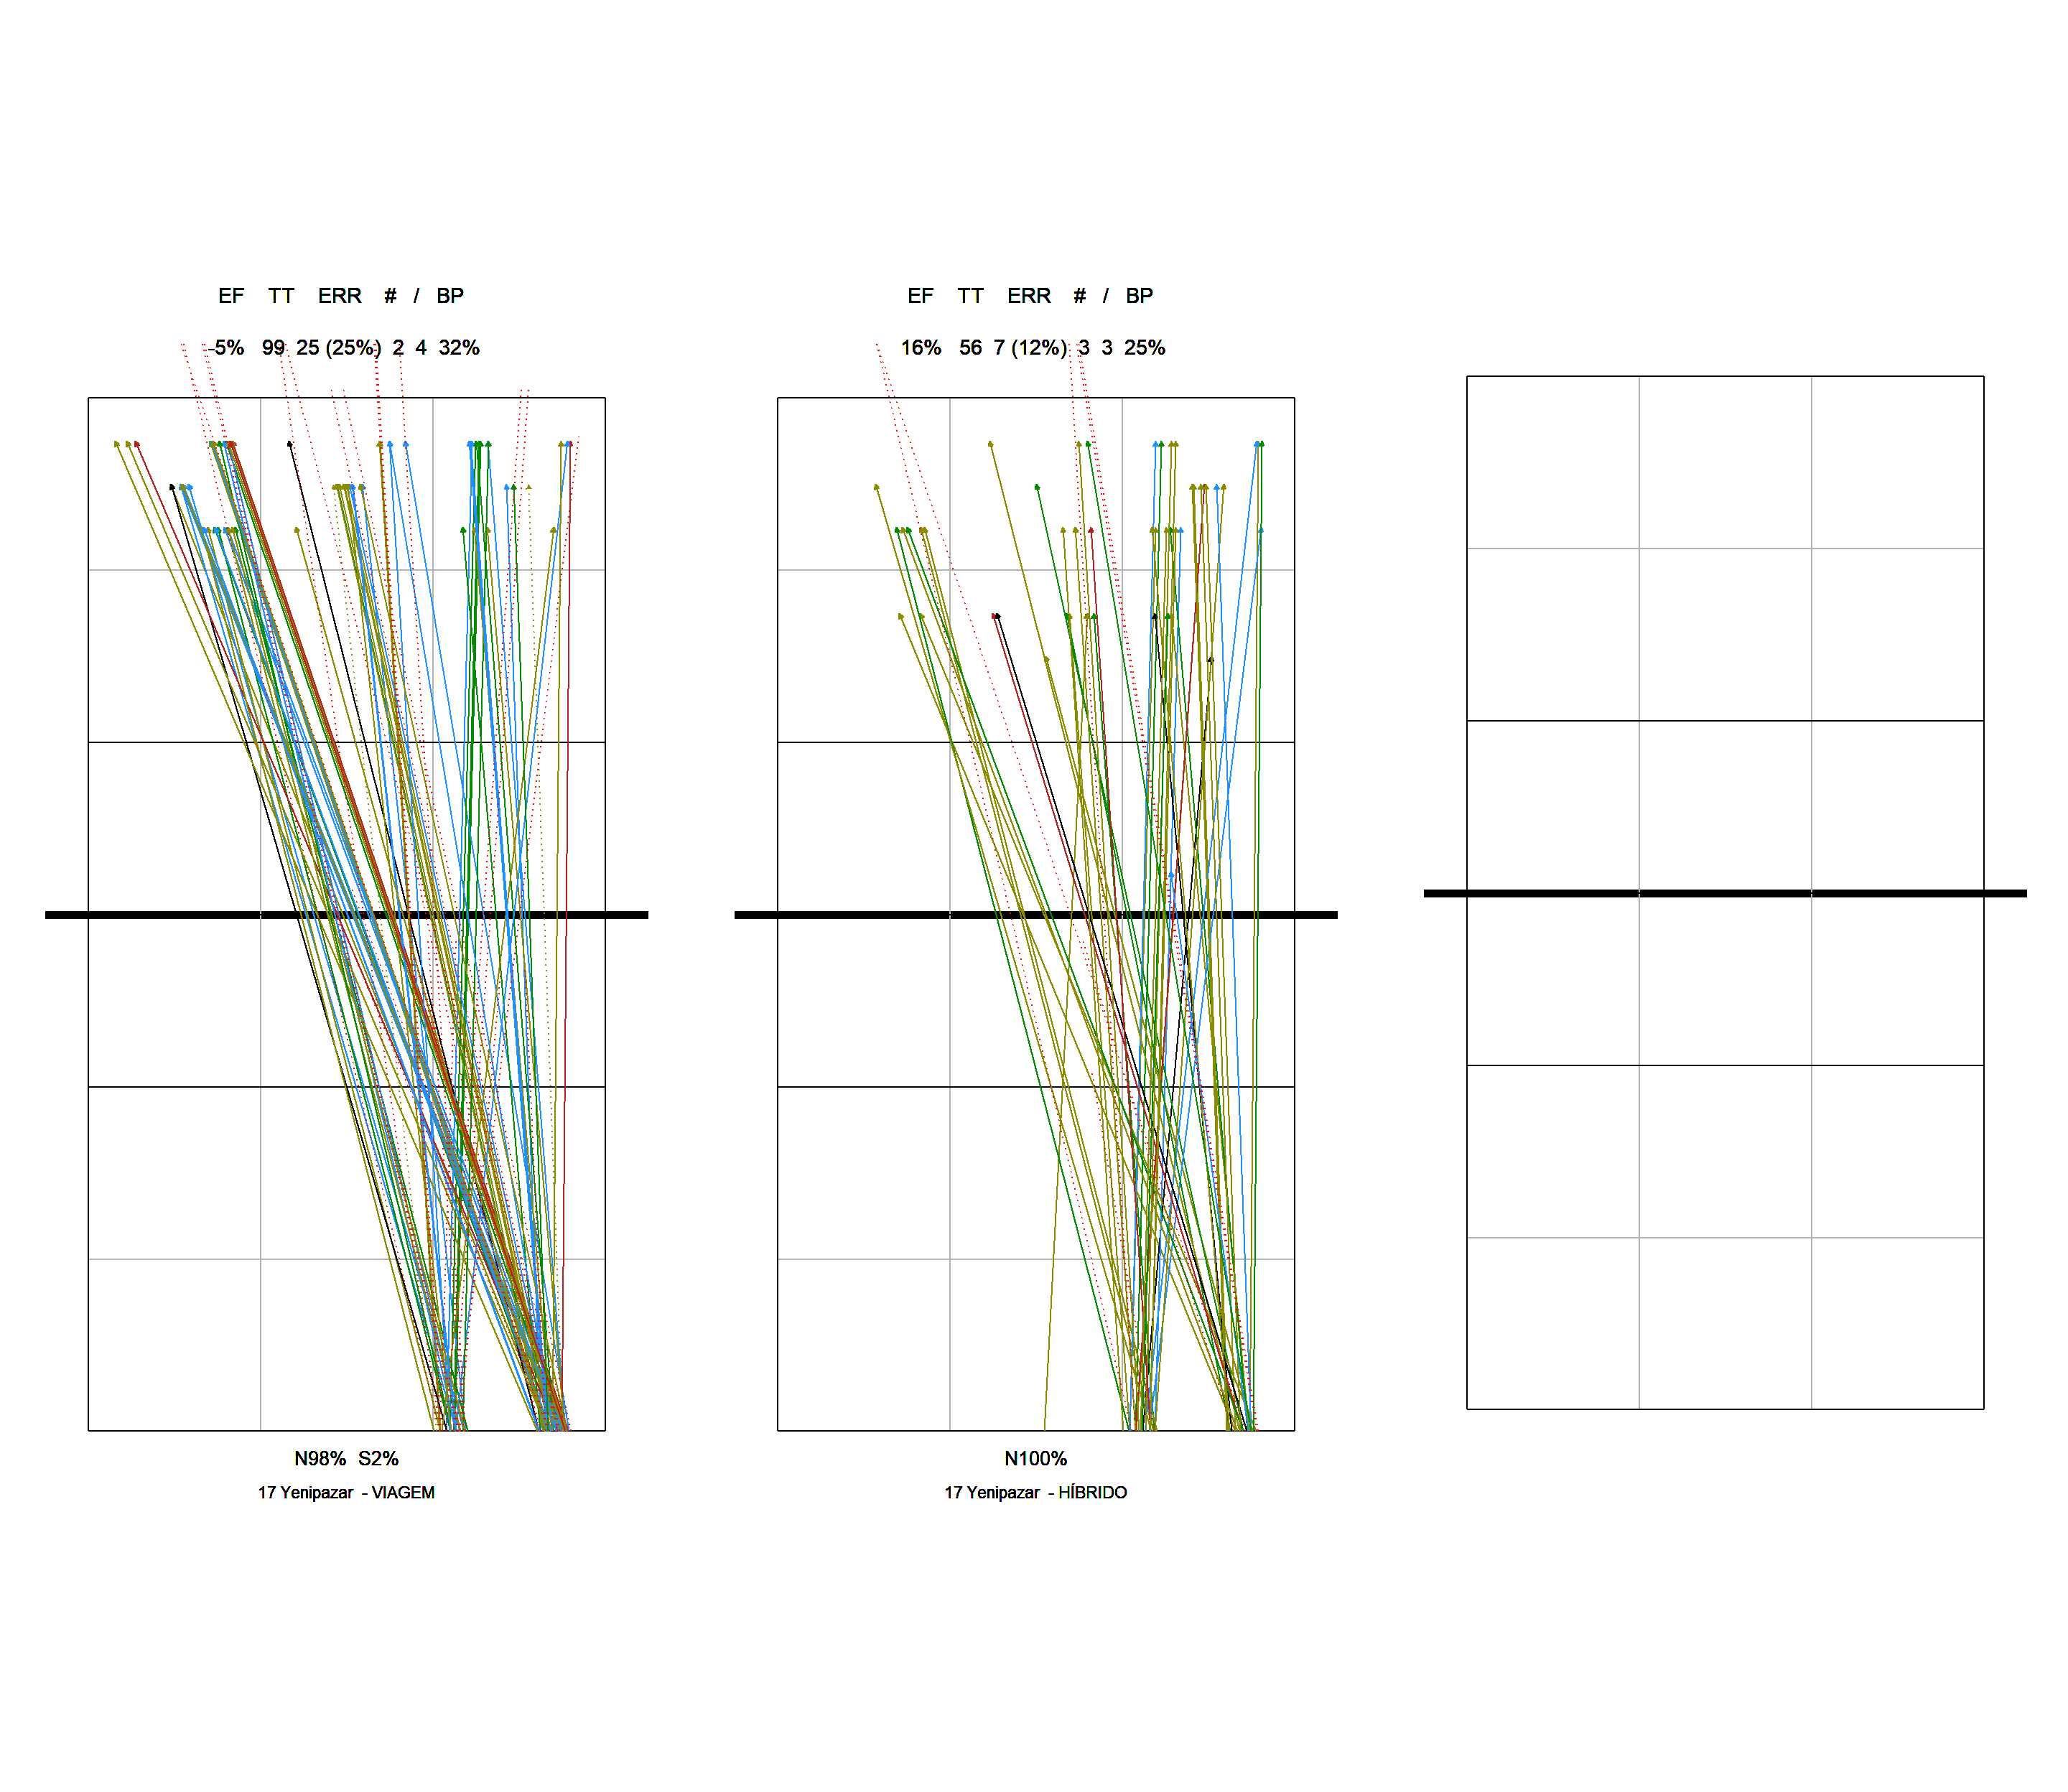 EF TT ERR # / BP
-5% 99 25 (25%) 2 4 32%
N98% S2%
17 Yenipazar - VIAGEM
EF TT ERR # / BP
16% 56 7 (12%) 3 3 25%
N100%
17 Yenipazar - HÍBRIDO